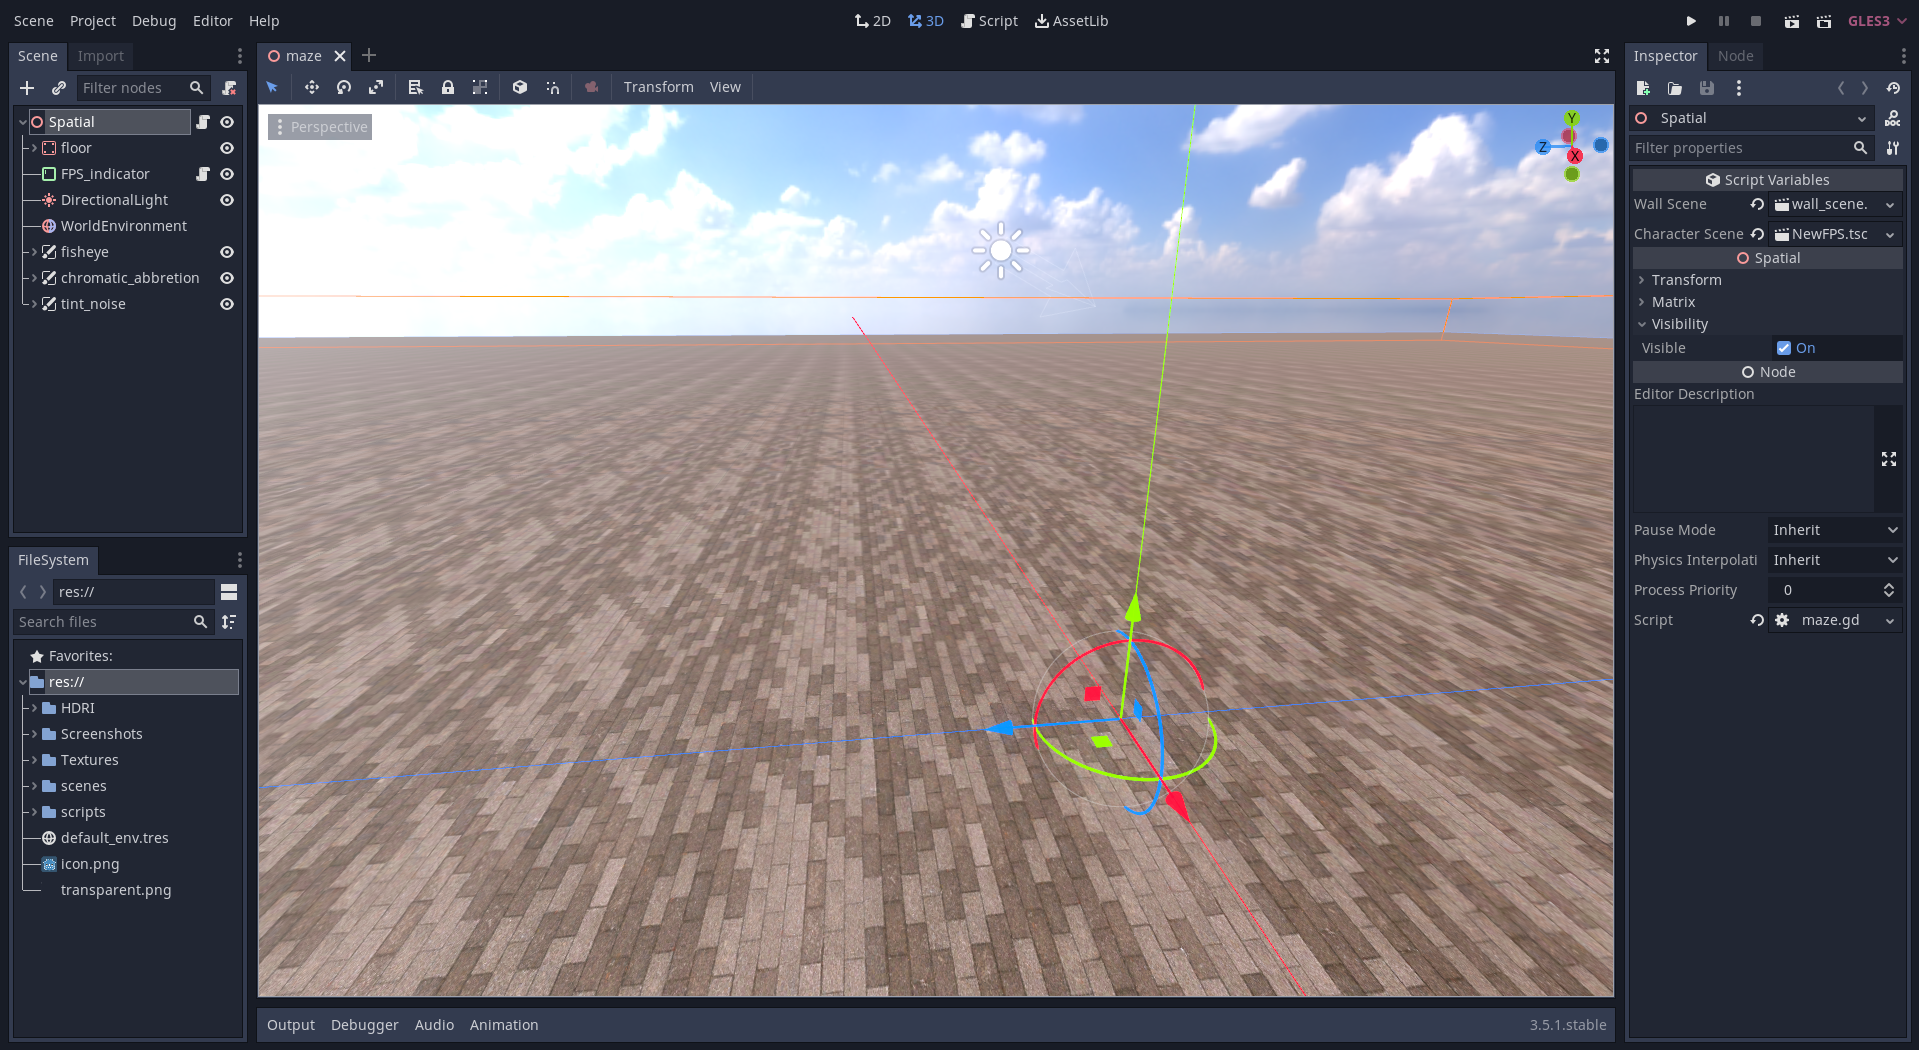 Scene Project Debug Editor Help
2D 3D Script AssetLib
GLES3
Scene Import
Filter nodes
Spatial
floor
FPS_indicator
DirectionalLight
WorldEnvironment
fisheye
chromatic_abbretion
tint_noise
FileSystem
res://
Search files
Favorites:
res://
HDRI
Screenshots
Textures
scenes
scripts
default_env.tres
icon.png
transparent.png
maze
Transform View
Perspective
Y
Z
X
Output Debugger Audio Animation
3.5.1.stable
Inspector Node
Spatial
Filter properties
Script Variables
Wall Scene wall_scene.
Character Scene NewFPS.tsc
Spatial
Transform
Matrix
Visibility
Visible On
Node
Editor Description
Pause Mode Inherit
Physics Interpolati Inherit
Process Priority 0
Script maze.gd